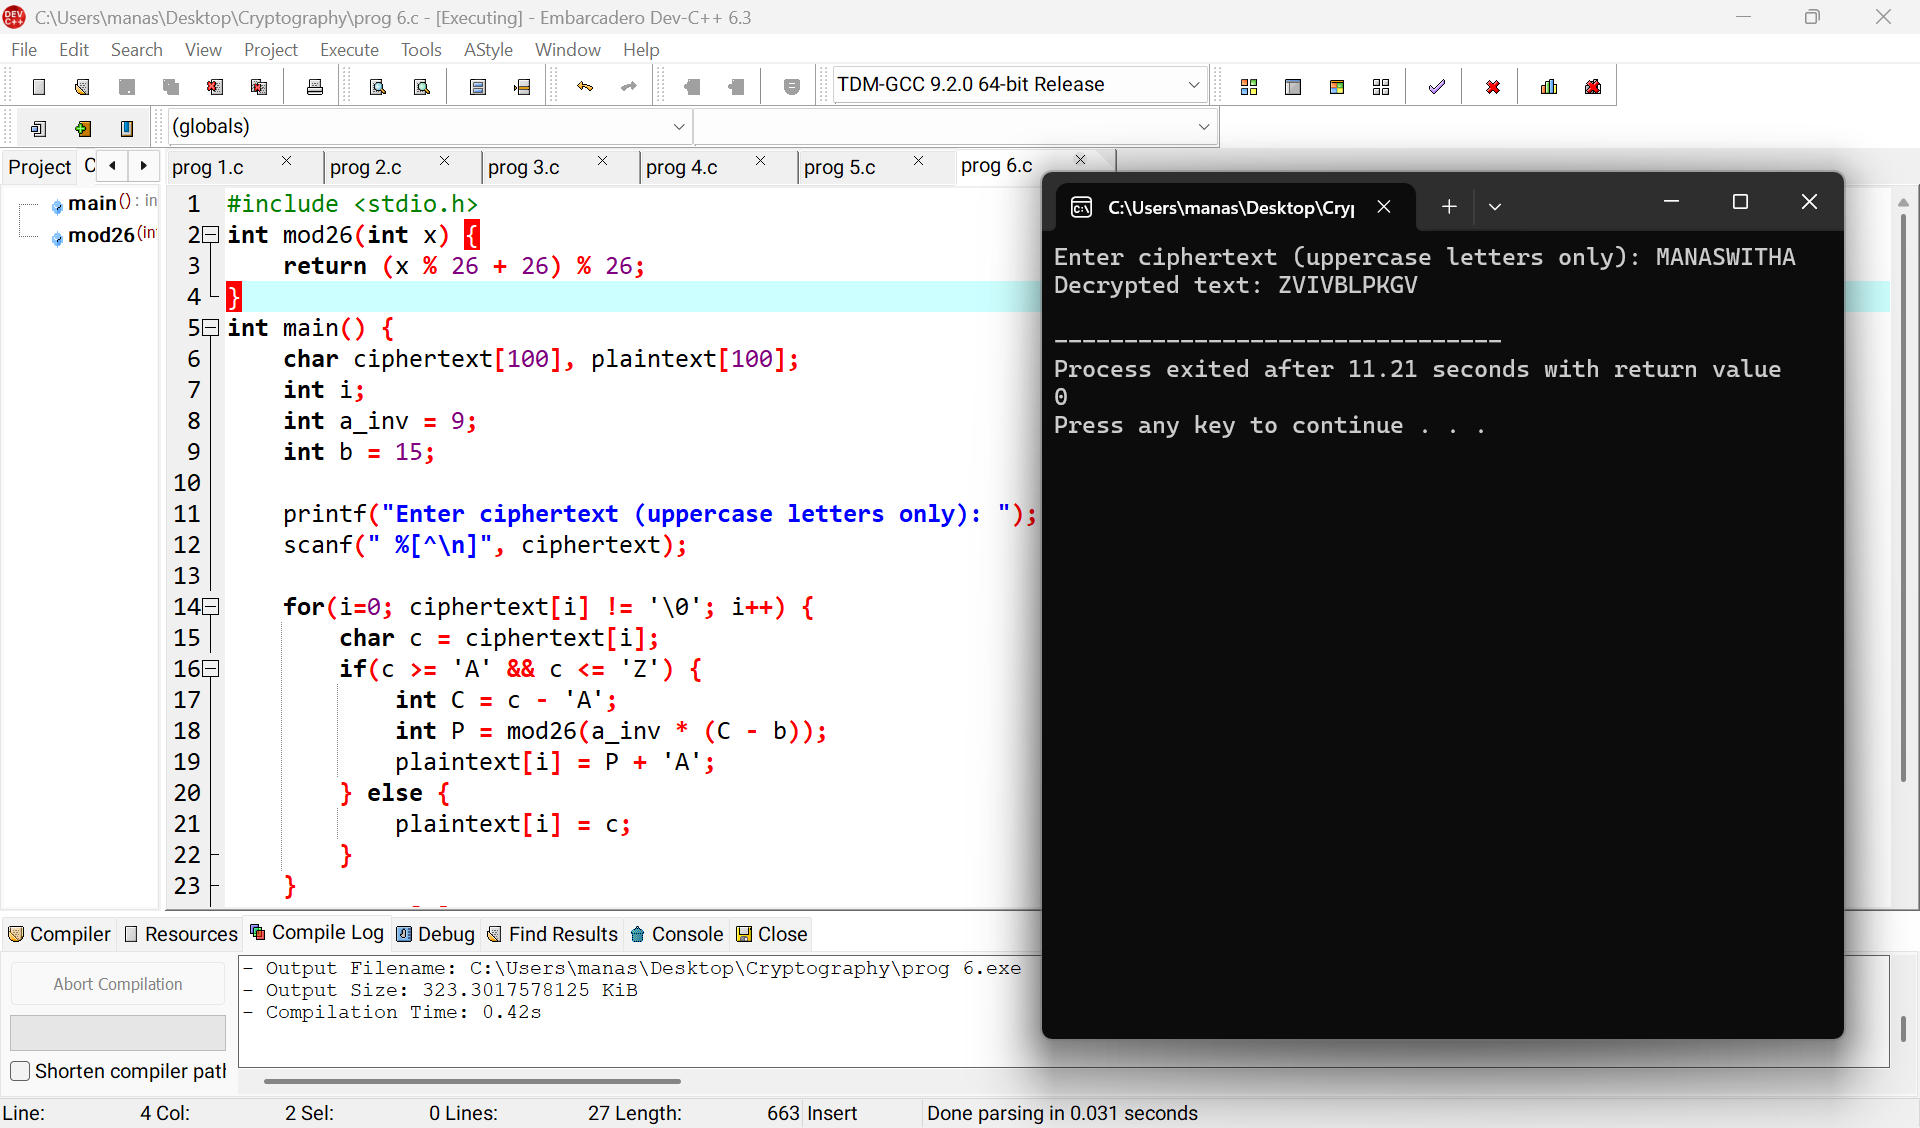 C:\Users\manas\Desktop\Cryptography\prog 6.c - [Executing] - Embarcadero Dev-C++ 6.3
File Edit Search View Project Execute Tools AStyle Window Help
TDM-GCC 9.2.0 64-bit Release
(globals)
Project C prog 1.c prog 2.c prog 3.c prog 4.c prog 5.c prog 6.c
main() : in
mod26 (in
1 #include <stdio.h>
2 int mod26(int x) {
3 return (x % 26 + 26) % 26;
4 }
5 int main() {
6 char ciphertext[100], plaintext[100];
7 int i;
8 int a_inv = 9;
9 int b = 15;
10
11 printf("Enter ciphertext (uppercase letters only): ");
12 scanf(" %[^\n]", ciphertext);
13
14 for(i=0; ciphertext[i] != '\0'; i++) {
15 char c = ciphertext[i];
16 if(c >= 'A' && c <= 'Z') {
17 int C = c - 'A';
18 int P = mod26(a_inv * (C - b));
19 plaintext[i] = P + 'A';
20 } else {
21 plaintext[i] = c;
22 }
23 }
C:\Users\manas\Desktop\Cry
Enter ciphertext (uppercase letters only): MANASWITHA
Decrypted text: ZVIVBLPKGV
--------------------------------
Process exited after 11.21 seconds with return value
0
Press any key to continue . . .
Compiler Resources Compile Log Debug Find Results Console Close
Abort Compilation
Shorten compiler pat
- Output Filename: C:\Users\manas\Desktop\Cryptography\prog 6.exe
- Output Size: 323.3017578125 KiB
- Compilation Time: 0.42s
Line: 4 Col: 2 Sel: 0 Lines: 27 Length: 663 Insert Done parsing in 0.031 seconds